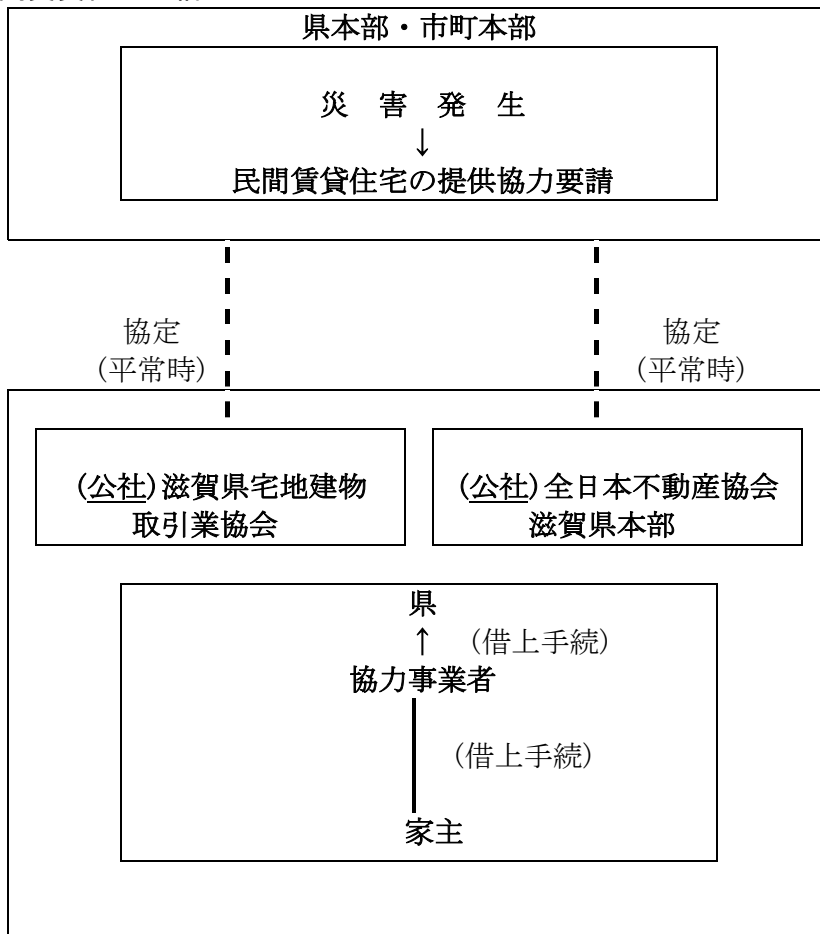 県本部・市町本部
災 害 発 生
↓
民間賃貸住宅の提供協力要請
協定
(平常時)
協定
(平常時)
(公社)滋賀県宅地建物
取引業協会
(公社)全日本不動産協会
滋賀県本部
県
↑ (借上手続)
協力事業者
(借上手続)
家主